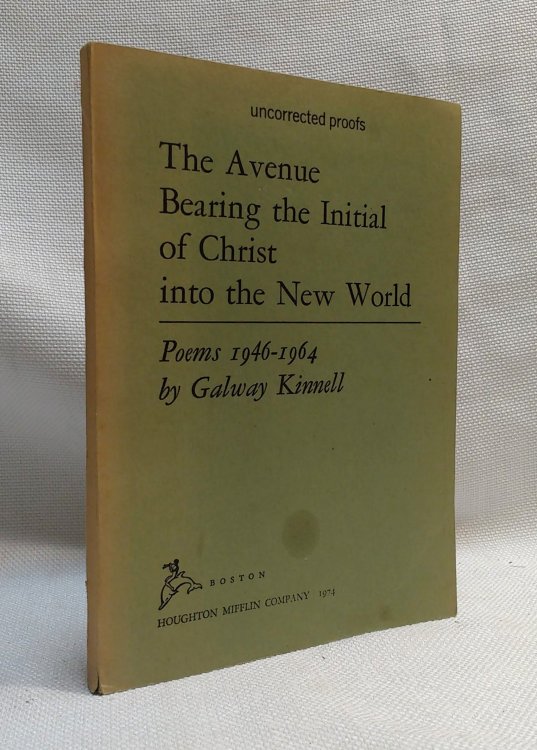 uncorrected proofs
The Avenue
Bearing the Initial
of Christ
into the New World
Poems 1946-1964
by Galway Kinnell
BOSTON
HOUGHTON MIFFLIN COMPANY 1974